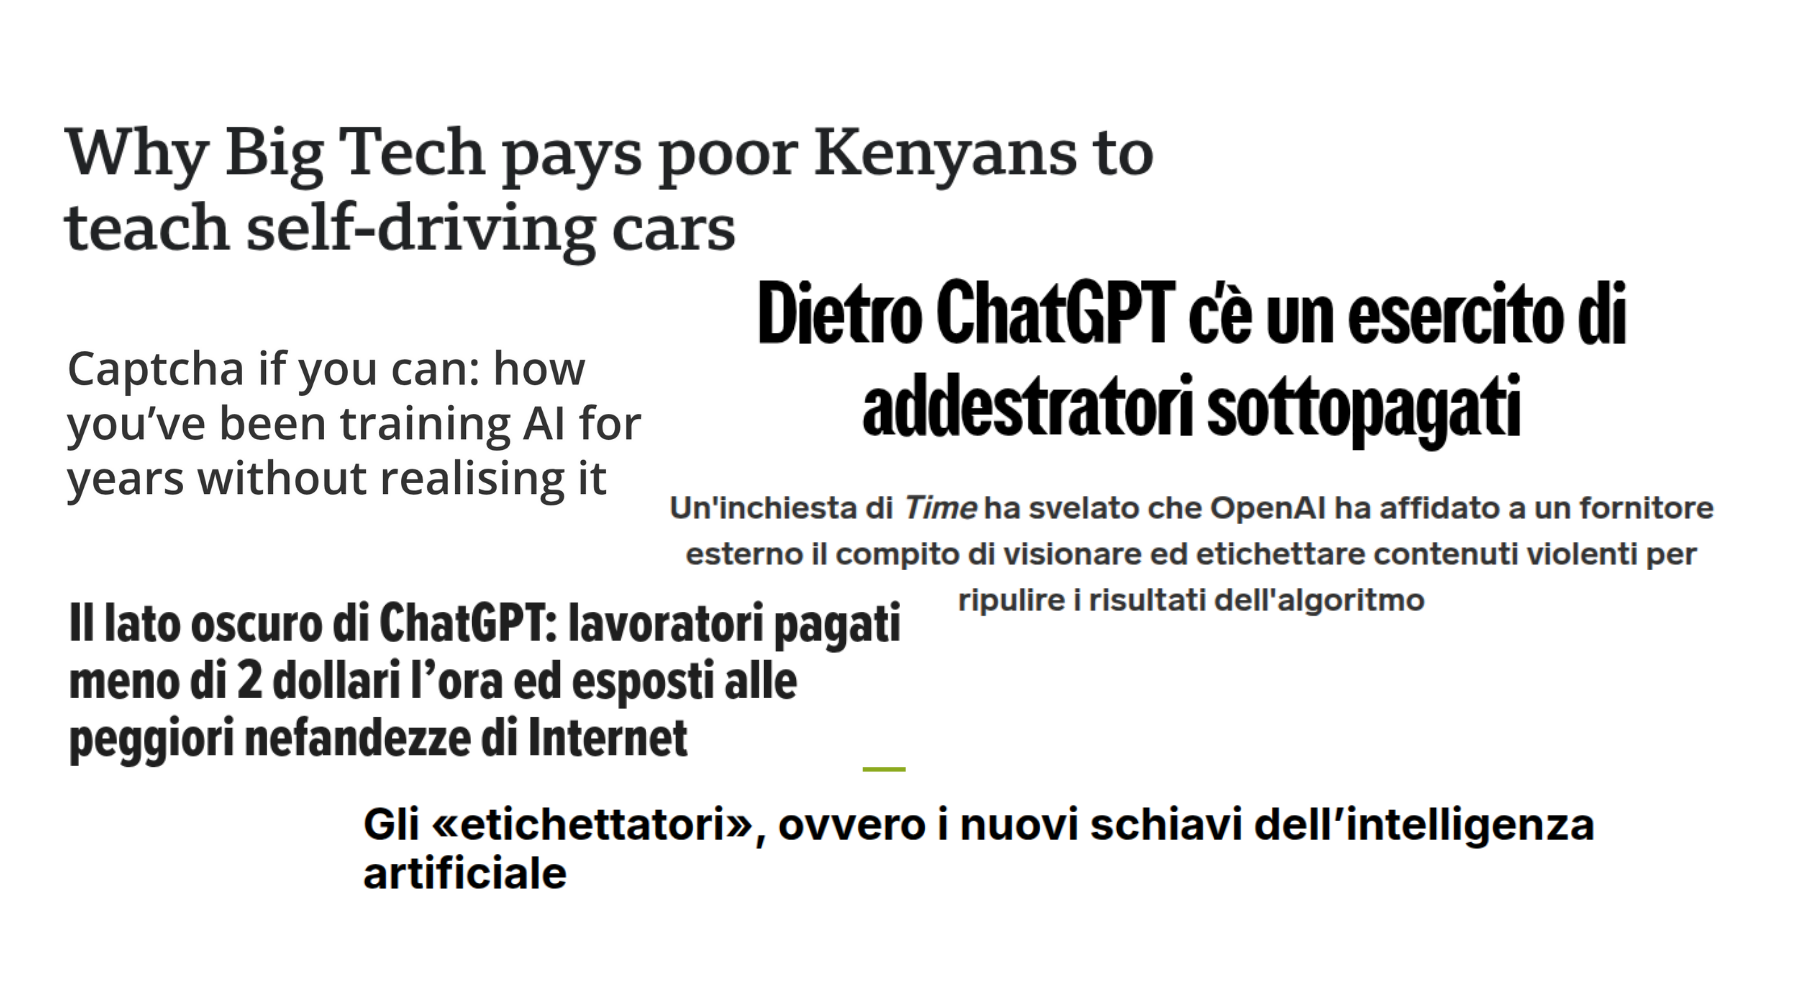 Why Big Tech pays poor Kenyans to
teach self-driving cars
Dietro ChatGPT c'è un esercito di
addestratori sottopagati
Un'inchiesta di Time ha svelato che OpenAI ha affidato a un fornitore
esterno il compito di visionare ed etichettare contenuti violenti per
ripulire i risultati dell'algoritmo
Captcha if you can: how
you’ve been training AI for
years without realising it
Il lato oscuro di ChatGPT: lavoratori pagati
meno di 2 dollari l’ora ed esposti alle
peggiori nefandezze di Internet
Gli «etichettatori», ovvero i nuovi schiavi dell’intelligenza
artificiale